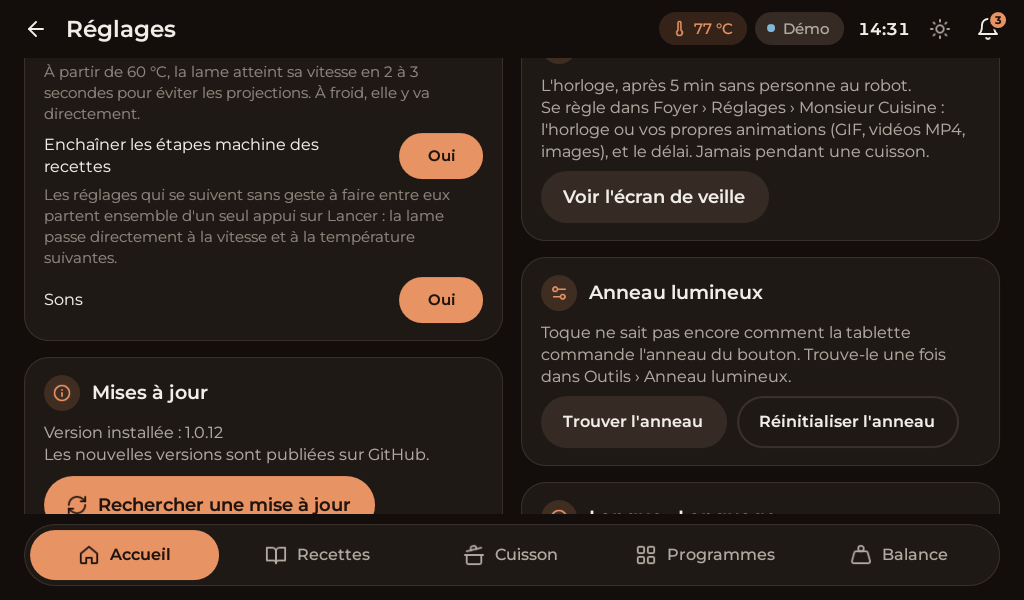 Réglages
77 °C
Démo
14:31
3
À partir de 60 °C, la lame atteint sa vitesse en 2 à 3
secondes pour éviter les projections. À froid, elle y va
directement.
Enchaîner les étapes machine des
recettes
Oui
Les réglages qui se suivent sans geste à faire entre eux
partent ensemble d'un seul appui sur Lancer : la lame
passe directement à la vitesse et à la température
suivantes.
Sons
Oui
Mises à jour
Version installée : 1.0.12
Les nouvelles versions sont publiées sur GitHub.
Rechercher une mise à jour
L'horloge, après 5 min sans personne au robot.
Se règle dans Foyer › Réglages › Monsieur Cuisine :
l'horloge ou vos propres animations (GIF, vidéos MP4,
images), et le délai. Jamais pendant une cuisson.
Voir l'écran de veille
Anneau lumineux
Toque ne sait pas encore comment la tablette
commande l'anneau du bouton. Trouve-le une fois
dans Outils › Anneau lumineux.
Trouver l'anneau
Réinitialiser l'anneau
Accueil
Recettes
Cuisson
Programmes
Balance